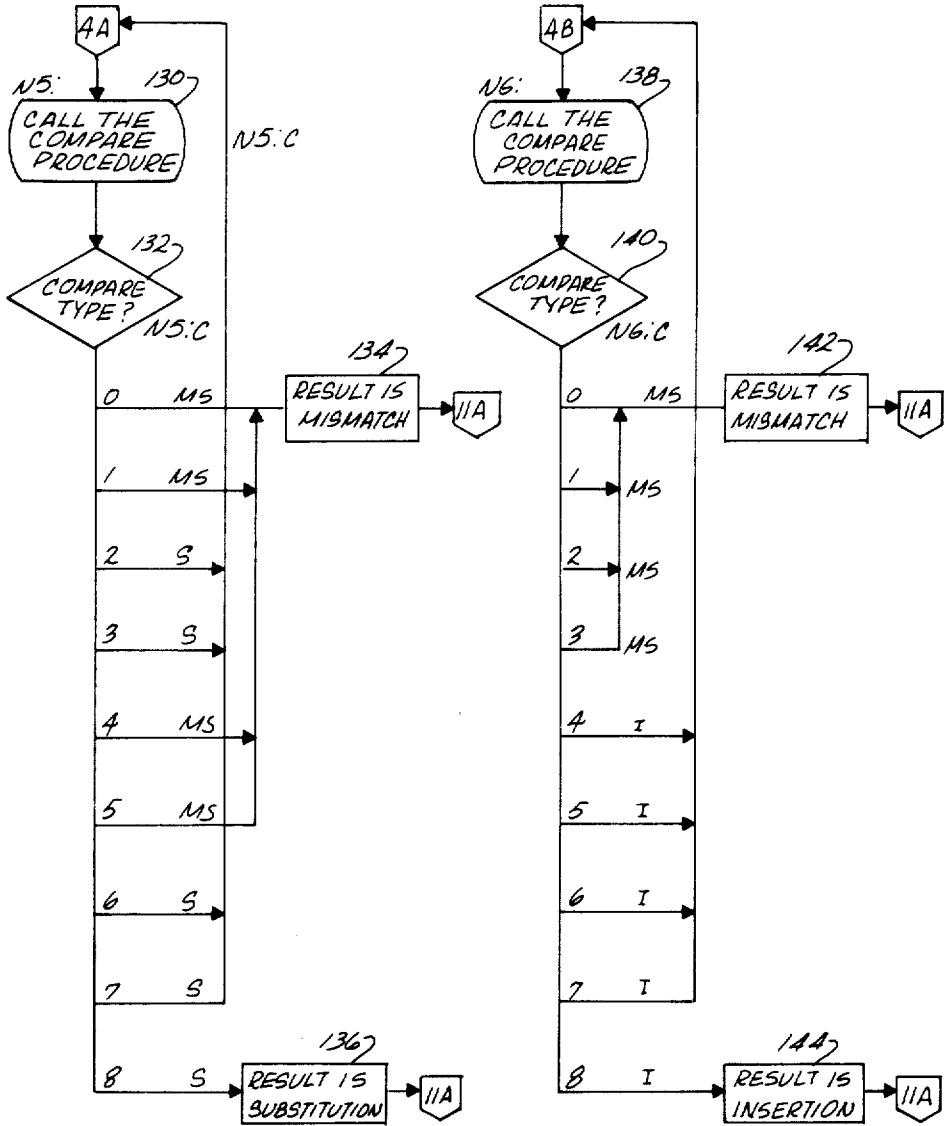 4A
N5:
130
CALL THE
COMPARE
PROCEDURE
N5:C
132
COMPARE
TYPE?
N5:C
0 MS
134
RESULT IS
MISMATCH
11A
1 MS
2 S
3 S
4 MS
5 MS
6 S
7 S
8 S
136
RESULT IS
SUBSTITUTION
11A
4B
N6:
138
CALL THE
COMPARE
PROCEDURE
140
COMPARE
TYPE?
N6:C
0 MS
142
RESULT IS
MISMATCH
11A
1 MS
2 MS
3 MS
4 I
5 I
6 I
7 I
8 I
144
RESULT IS
INSERTION
11A